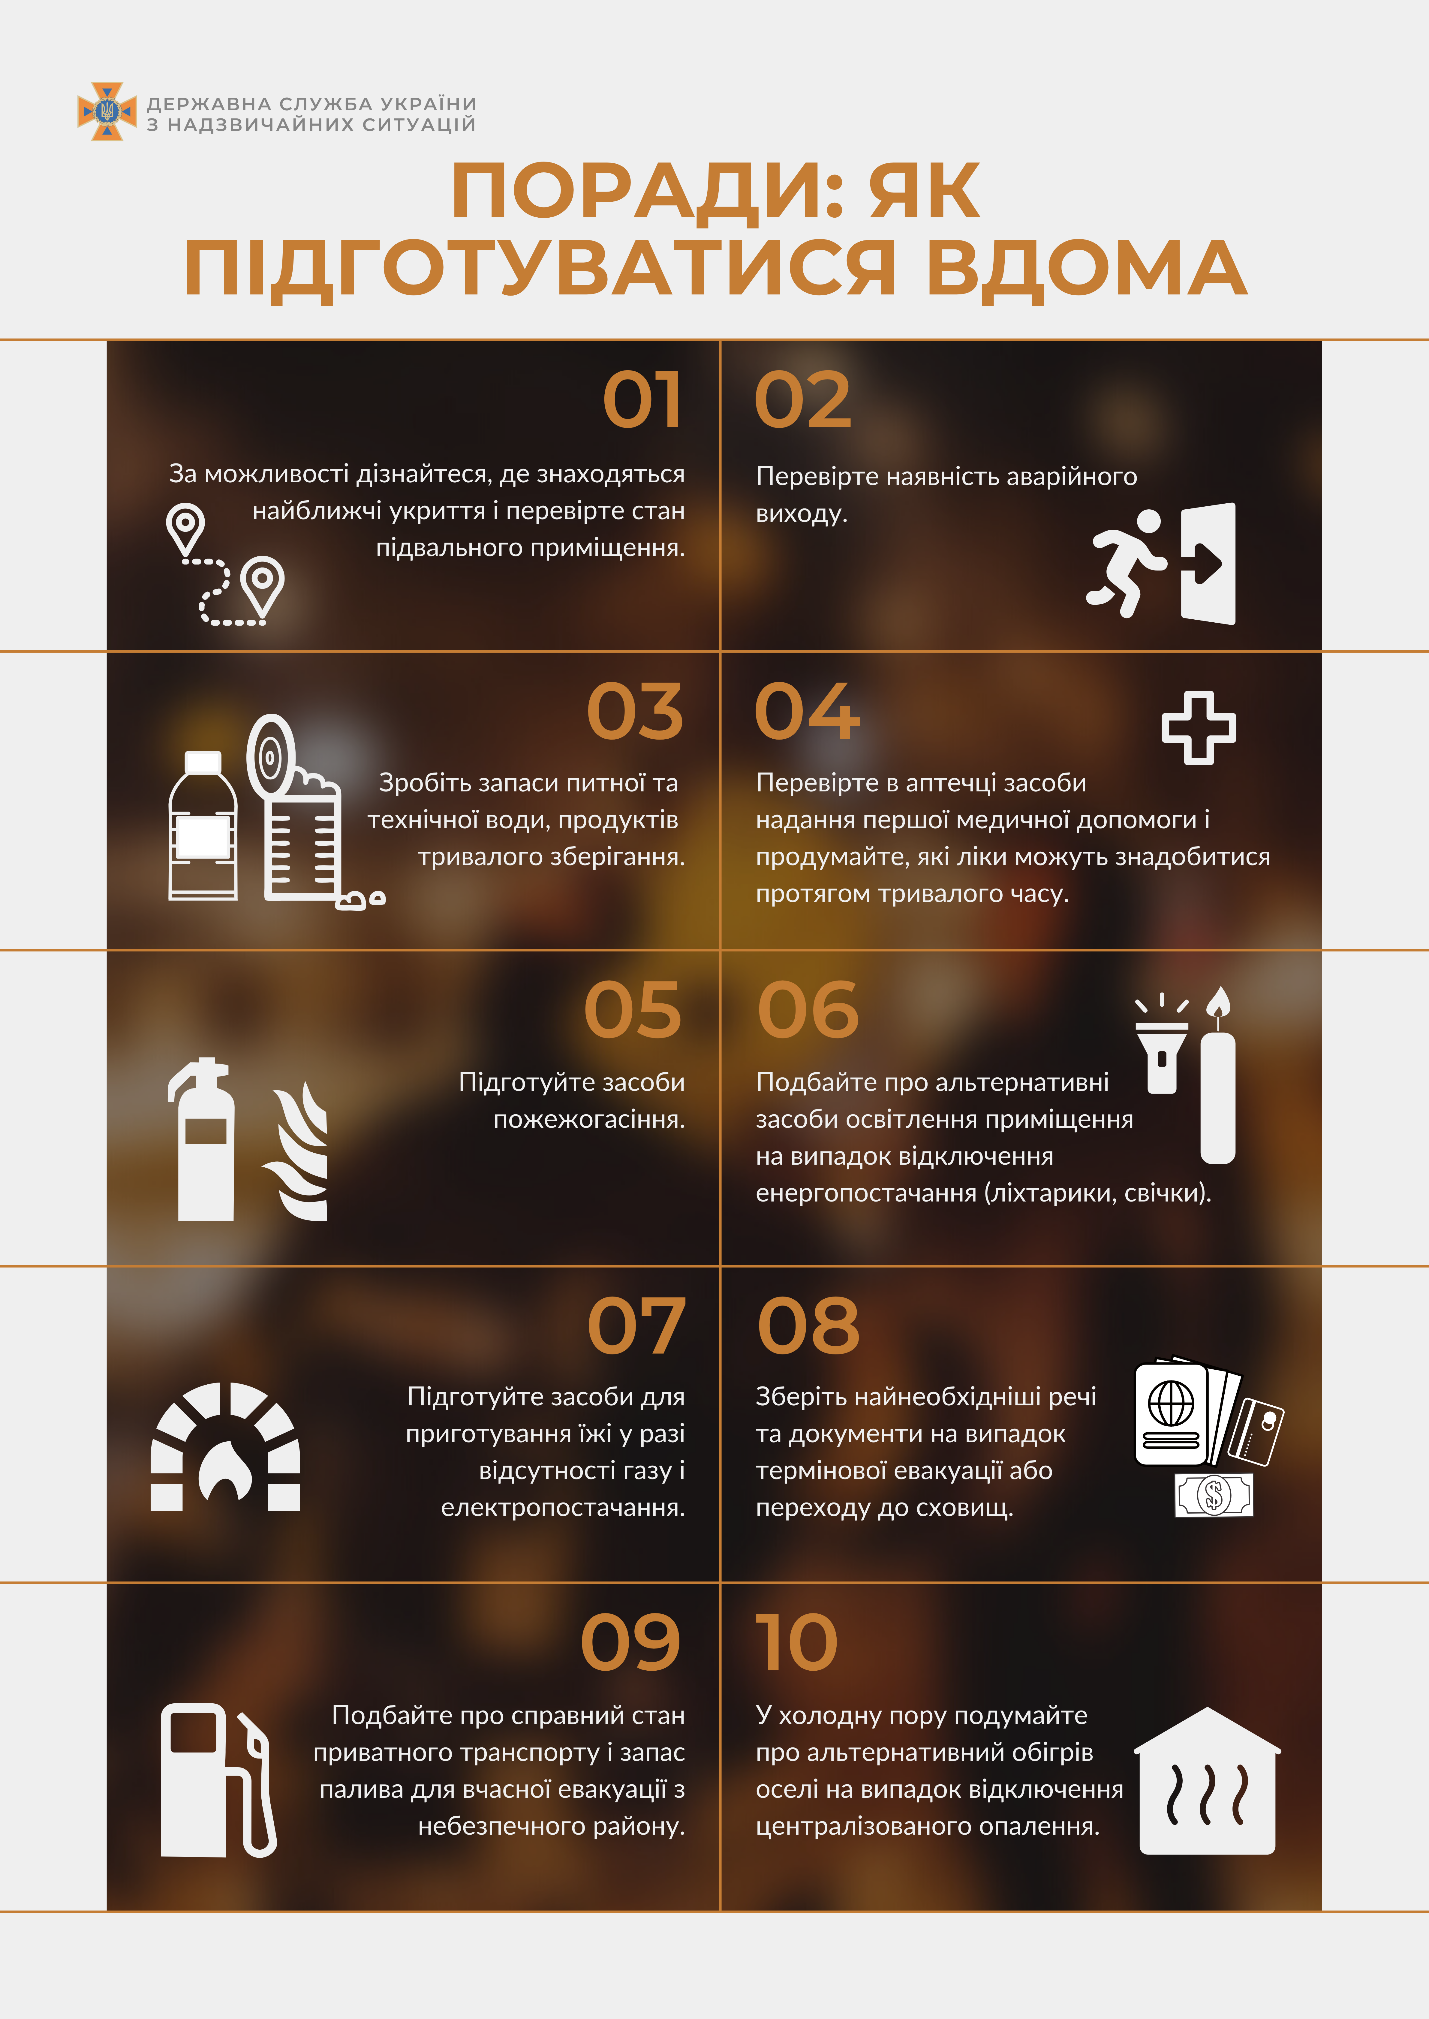 ДЕРЖАВНА СЛУЖБА УКРАЇНИ
З НАДЗВИЧАЙНИХ СИТУАЦІЙ
ПОРАДИ: ЯК
ПІДГОТУВАТИСЯ ВДОМА
01
За можливості дізнайтеся, де знаходяться
найближчі укриття і перевірте стан
підвального приміщення.
02
Перевірте наявність аварійного
виходу.
03
Зробіть запаси питної та
технічної води, продуктів
тривалого зберігання.
04
Перевірте в аптечці засоби
надання першої медичної допомоги і
продумайте, які ліки можуть знадобитися
протягом тривалого часу.
05
Підготуйте засоби
пожежогасіння.
06
Подбайте про альтернативні
засоби освітлення приміщення
на випадок відключення
енергопостачання (ліхтарики, свічки).
07
Підготуйте засоби для
приготування їжі у разі
відсутності газу і
електропостачання.
08
Зберіть найнеобхідніші речі
та документи на випадок
термінової евакуації або
переходу до сховищ.
$
09
Подбайте про справний стан
приватного транспорту і запас
палива для вчасної евакуації з
небезпечного району.
10
У холодну пору подумайте
про альтернативний обігрів
оселі на випадок відключення
централізованого опалення.